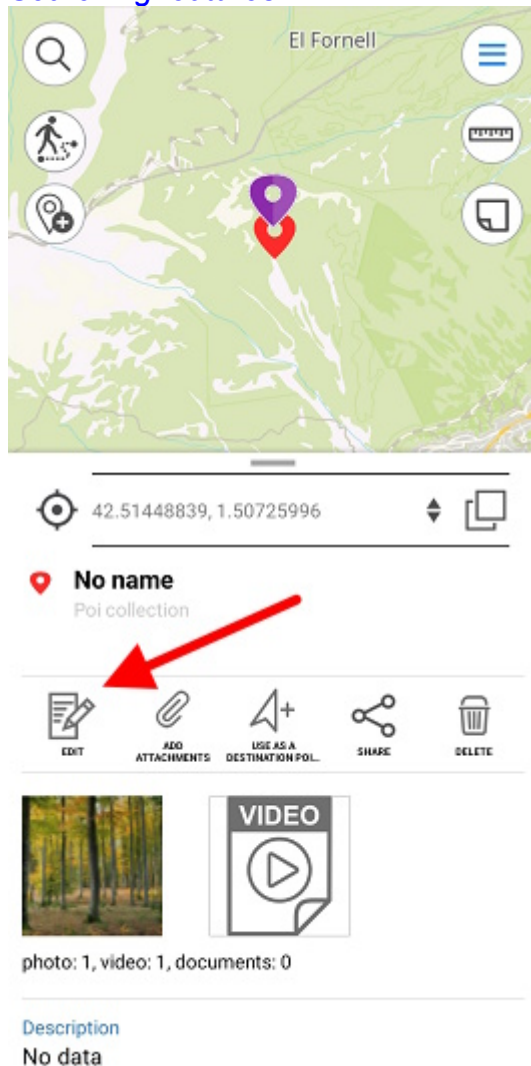 El Fornell
42.51448839, 1.50725996
No name
Poi collection
EDIT
ADD ATTACHMENTS
USE AS A DESTINATION POI...
SHARE
DELETE
VIDEO
photo: 1, video: 1, documents: 0
Description
No data